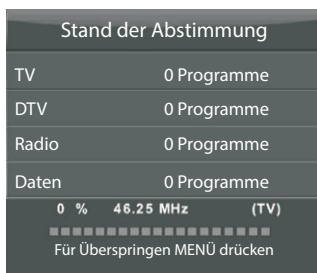 Stand der Abstimmung
TV 0 Programme
DTV 0 Programme
Radio 0 Programme
Daten 0 Programme
0 % 46.25 MHz (TV)
Für Überspringen MENÜ drücken